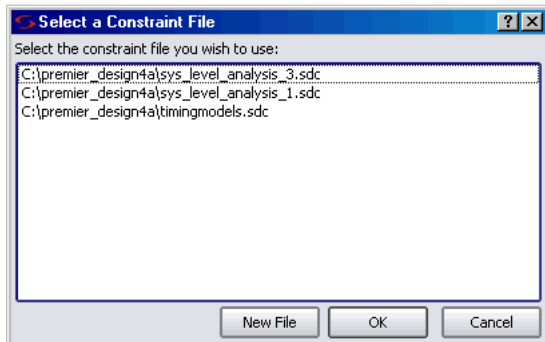 Select a Constraint File
Select the constraint file you wish to use:
C:\premier_design4a\sys_level_analysis_3.sdc
C:\premier_design4a\sys_level_analysis_1.sdc
C:\premier_design4a\timingmodels.sdc
New File OK Cancel